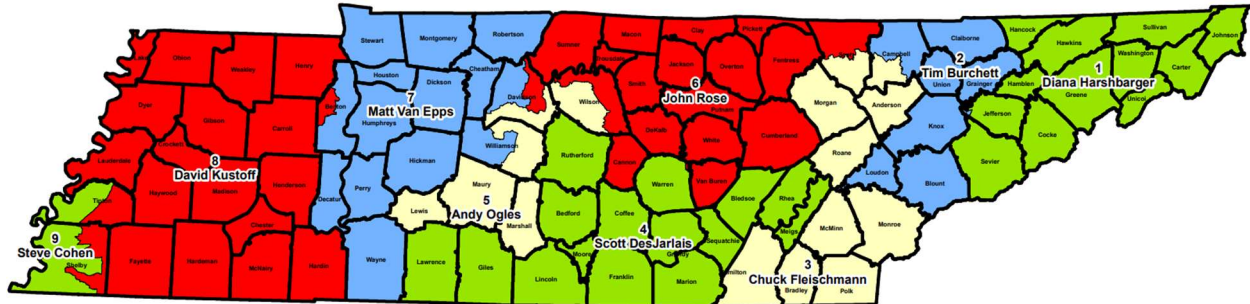 Stewart
Montgomery
Robertson
Sumner
Macon
Clay
Pickett
Scott
Campbell
Claiborne
Hancock
Hawkins
Sullivan
Johnson
Lake
Obion
Weakley
Henry
Houston
Dickson
Cheatham
Davidson
Wilson
Trousdale
Smith
Jackson
Overton
Fentress
Morgan
Anderson
Union
Grainger
Hamblen
Greene
Washington
Unicoi
Carter
2
Tim Burchett
1
Diana Harshbarger
6
John Rose
Putnam
7
Matt Van Epps
Dyer
Gibson
Carroll
Benton
Humphreys
Williamson
Rutherford
Cannon
DeKalb
White
Cumberland
Roane
Knox
Jefferson
Cocke
Sevier
Lauderdale
Crockett
8
David Kustoff
Haywood
Madison
Henderson
Decatur
Perry
Hickman
Maury
Lewis
5
Andy Ogles
Marshall
Bedford
Coffee
Warren
Van Buren
Bledsoe
Rhea
Meigs
Loudon
Blount
Monroe
McMinn
Tipton
9
Steve Cohen
Shelby
Fayette
Hardeman
Chester
McNairy
Hardin
Wayne
Lawrence
Giles
Lincoln
Moore
4
Scott DesJarlais
Grundy
Sequatchie
Franklin
Marion
Hamilton
3
Chuck Fleischmann
Bradley
Polk